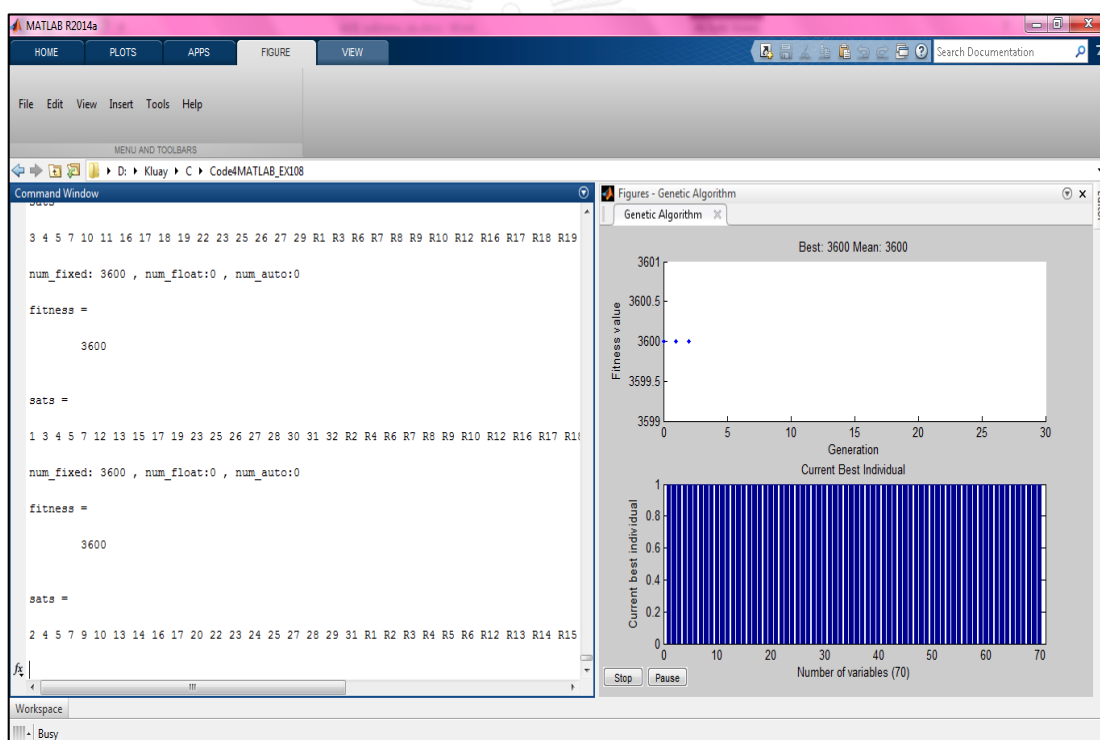 MATLAB R2014a
HOME PLOTS APPS FIGURE VIEW
Search Documentation
File Edit View Insert Tools Help
MENU AND TOOLBARS
D: Kluay C Code4MATLAB_EX108
Command Window
sats
3 4 5 7 10 11 16 17 18 19 22 23 25 26 27 29 R1 R3 R6 R7 R8 R9 R10 R12 R16 R17 R18 R19
num_fixed: 3600 , num_float:0 , num_auto:0
fitness =
3600
sats =
1 3 4 5 7 12 13 15 17 19 23 25 26 27 28 30 31 32 R2 R4 R6 R7 R8 R9 R10 R12 R16 R17
num_fixed: 3600 , num_float:0 , num_auto:0
fitness =
3600
sats =
2 4 5 7 9 10 13 14 16 17 20 22 23 24 25 27 28 29 31 R1 R2 R3 R4 R5 R6 R12 R13 R14 R15
fx
Figures - Genetic Algorithm
Genetic Algorithm
Best: 3600 Mean: 3600
Fitness value
3601
3600.5
3600
3599.5
3599
0 5 10 15 20 25 30
Generation
Current Best Individual
Current best individual
1
0.8
0.6
0.4
0.2
0
0 10 20 30 40 50 60 70
Number of variables (70)
Stop Pause
Workspace
Busy